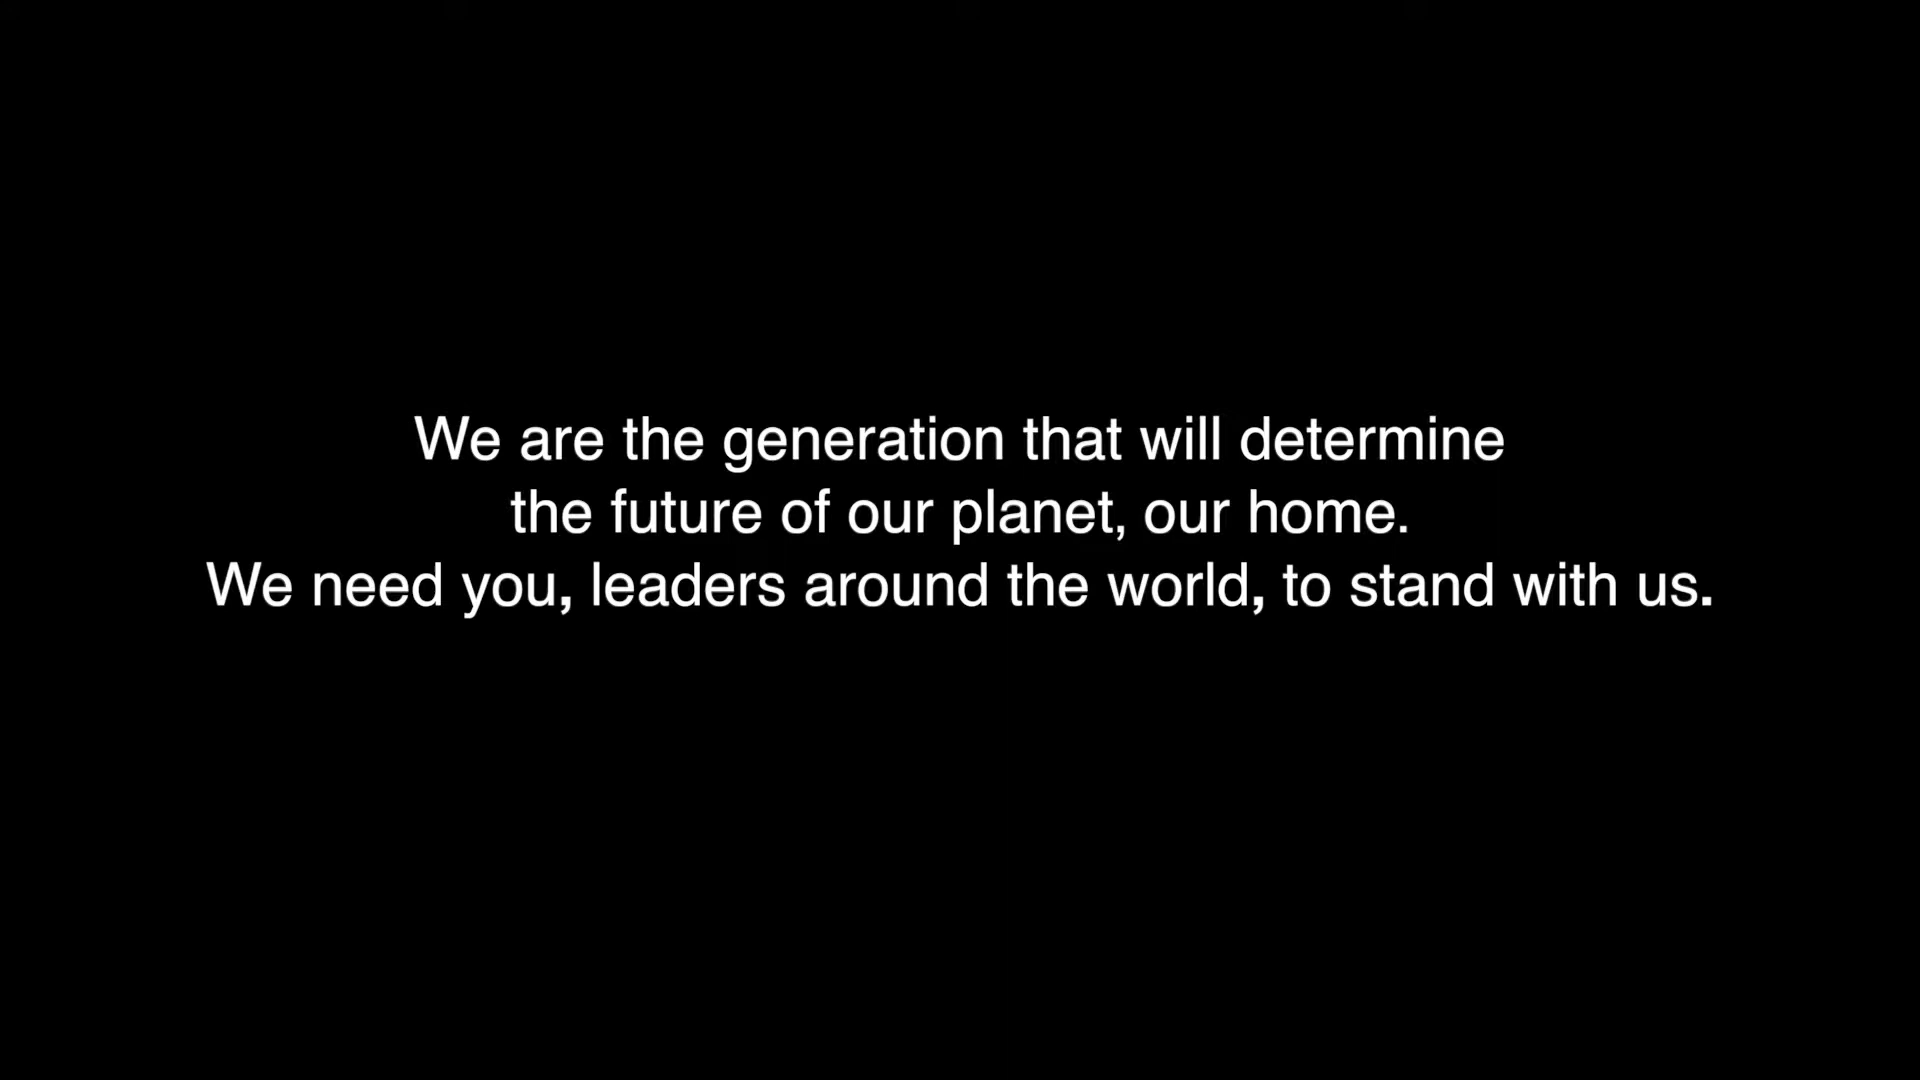 We are the generation that will determine
the future of our planet, our home.
We need you, leaders around the world, to stand with us.